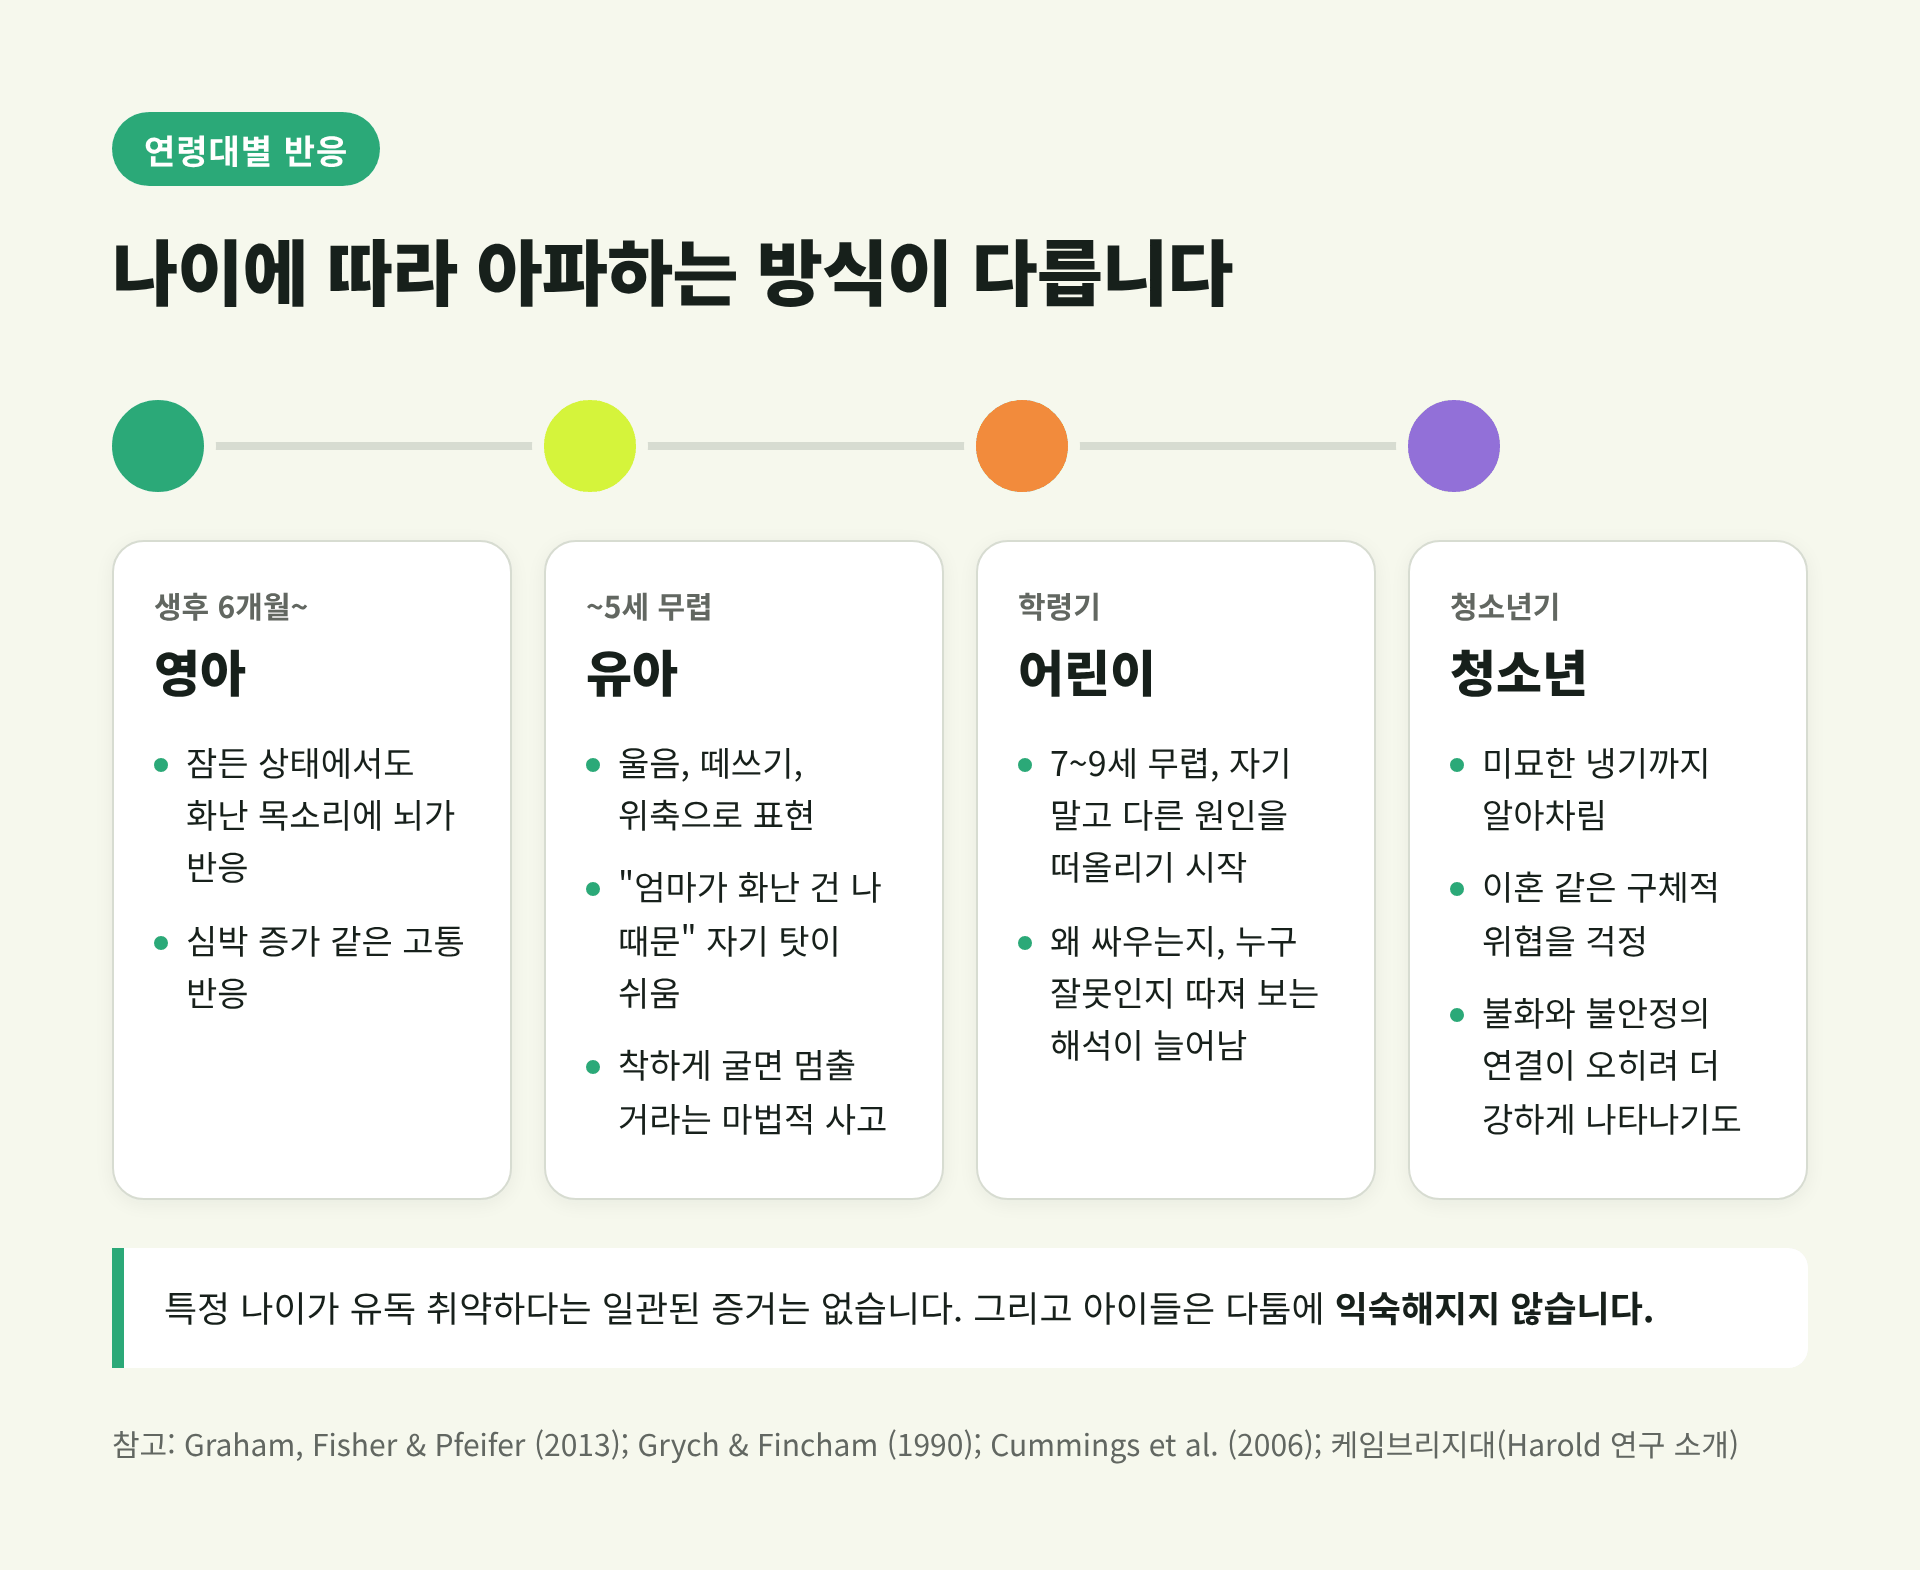 연령대별 반응
나이에 따라 아파하는 방식이 다릅니다
생후 6개월~
영아
잠든 상태에서도
화난 목소리에 뇌가
반응
심박 증가 같은 고통
반응
~5세 무렵
유아
울음, 떼쓰기,
위축으로 표현
"엄마가 화난 건 나
때문" 자기 탓이
쉬움
착하게 굴면 멈출
거라는 마법적 사고
학령기
어린이
7~9세 무렵, 자기
말고 다른 원인을
떠올리기 시작
왜 싸우는지, 누구
잘못인지 따져 보는
해석이 늘어남
청소년기
청소년
미묘한 냉기까지
알아차림
이혼 같은 구체적
위협을 걱정
불화와 불안정의
연결이 오히려 더
강하게 나타나기도
특정 나이가 유독 취약하다는 일관된 증거는 없습니다. 그리고 아이들은 다툼에 익숙해지지 않습니다.
참고: Graham, Fisher & Pfeifer (2013); Grych & Fincham (1990); Cummings et al. (2006); 케임브리지대(Harold 연구 소개)